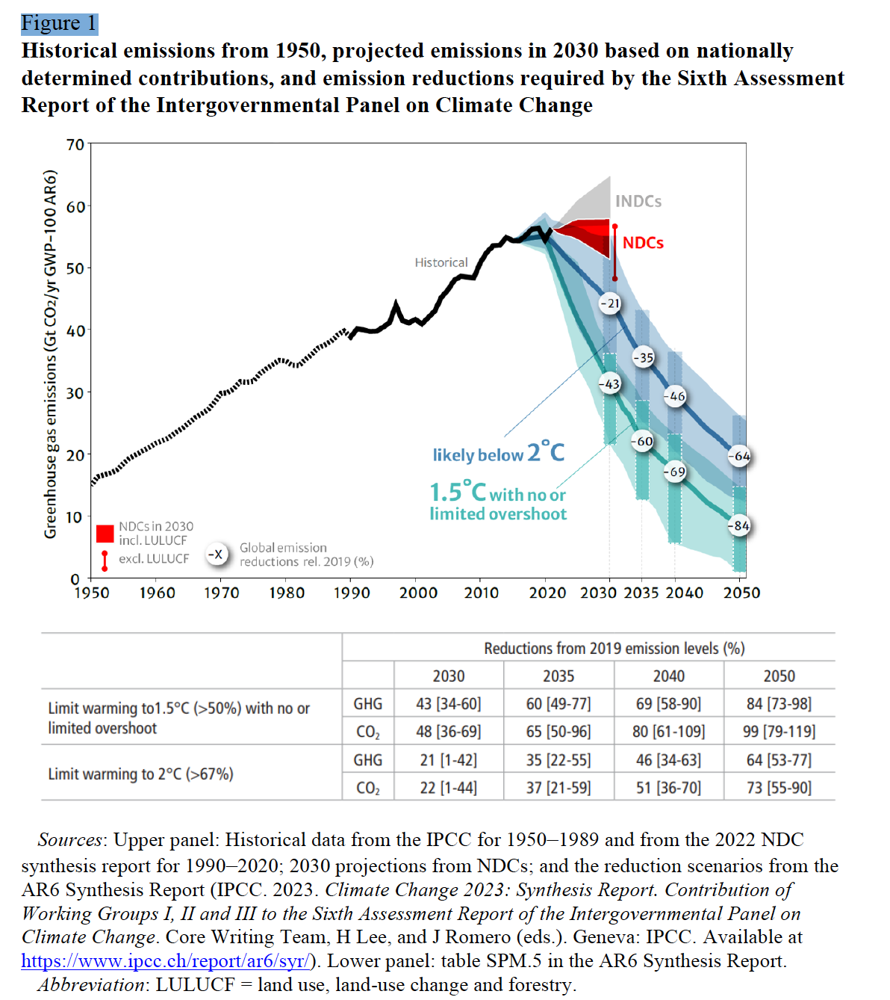 Figure 1
Historical emissions from 1950, projected emissions in 2030 based on nationally
determined contributions, and emission reductions required by the Sixth Assessment
Report of the Intergovernmental Panel on Climate Change
Greenhouse gas emissions (Gt CO2/yr GWP-100 AR6)
70
60
50
40
30
20
10
0
INDCs
NDCs
Historical
-21
-35
-43
-46
-60
-64
-69
-84
likely below 2°C
1.5°C with no or
limited overshoot
NDCs in 2030
incl. LULUCF
excl. LULUCF
-X
Global emission
reductions rel. 2019 (%)
1950 1960 1970 1980 1990 2000 2010 2020 2030 2035 2040 2050
Reductions from 2019 emission levels (%)
2030 2035 2040 2050
Limit warming to1.5°C (>50%) with no or
limited overshoot
GHG 43 [34-60] 60 [49-77] 69 [58-90] 84 [73-98]
CO₂ 48 [36-69] 65 [50-96] 80 [61-109] 99 [79-119]
Limit warming to 2°C (>67%)
GHG 21 [1-42] 35 [22-55] 46 [34-63] 64 [53-77]
CO₂ 22 [1-44] 37 [21-59] 51 [36-70] 73 [55-90]
Sources: Upper panel: Historical data from the IPCC for 1950–1989 and from the 2022 NDC
synthesis report for 1990–2020; 2030 projections from NDCs; and the reduction scenarios from the
AR6 Synthesis Report (IPCC. 2023. Climate Change 2023: Synthesis Report. Contribution of
Working Groups I, II and III to the Sixth Assessment Report of the Intergovernmental Panel on
Climate Change. Core Writing Team, H Lee, and J Romero (eds.). Geneva: IPCC. Available at
https://www.ipcc.ch/report/ar6/syr/). Lower panel: table SPM.5 in the AR6 Synthesis Report.
Abbreviation: LULUCF = land use, land-use change and forestry.